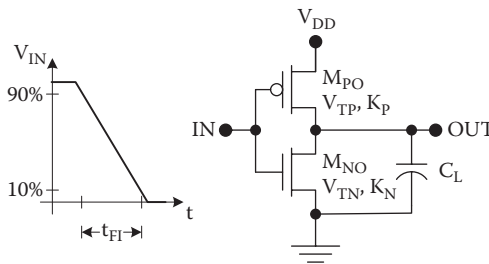 V_IN
90%
10%
t_FI
t
V_DD
M_PO
V_TP, K_P
IN
OUT
M_NO
V_TN, K_N
C_L